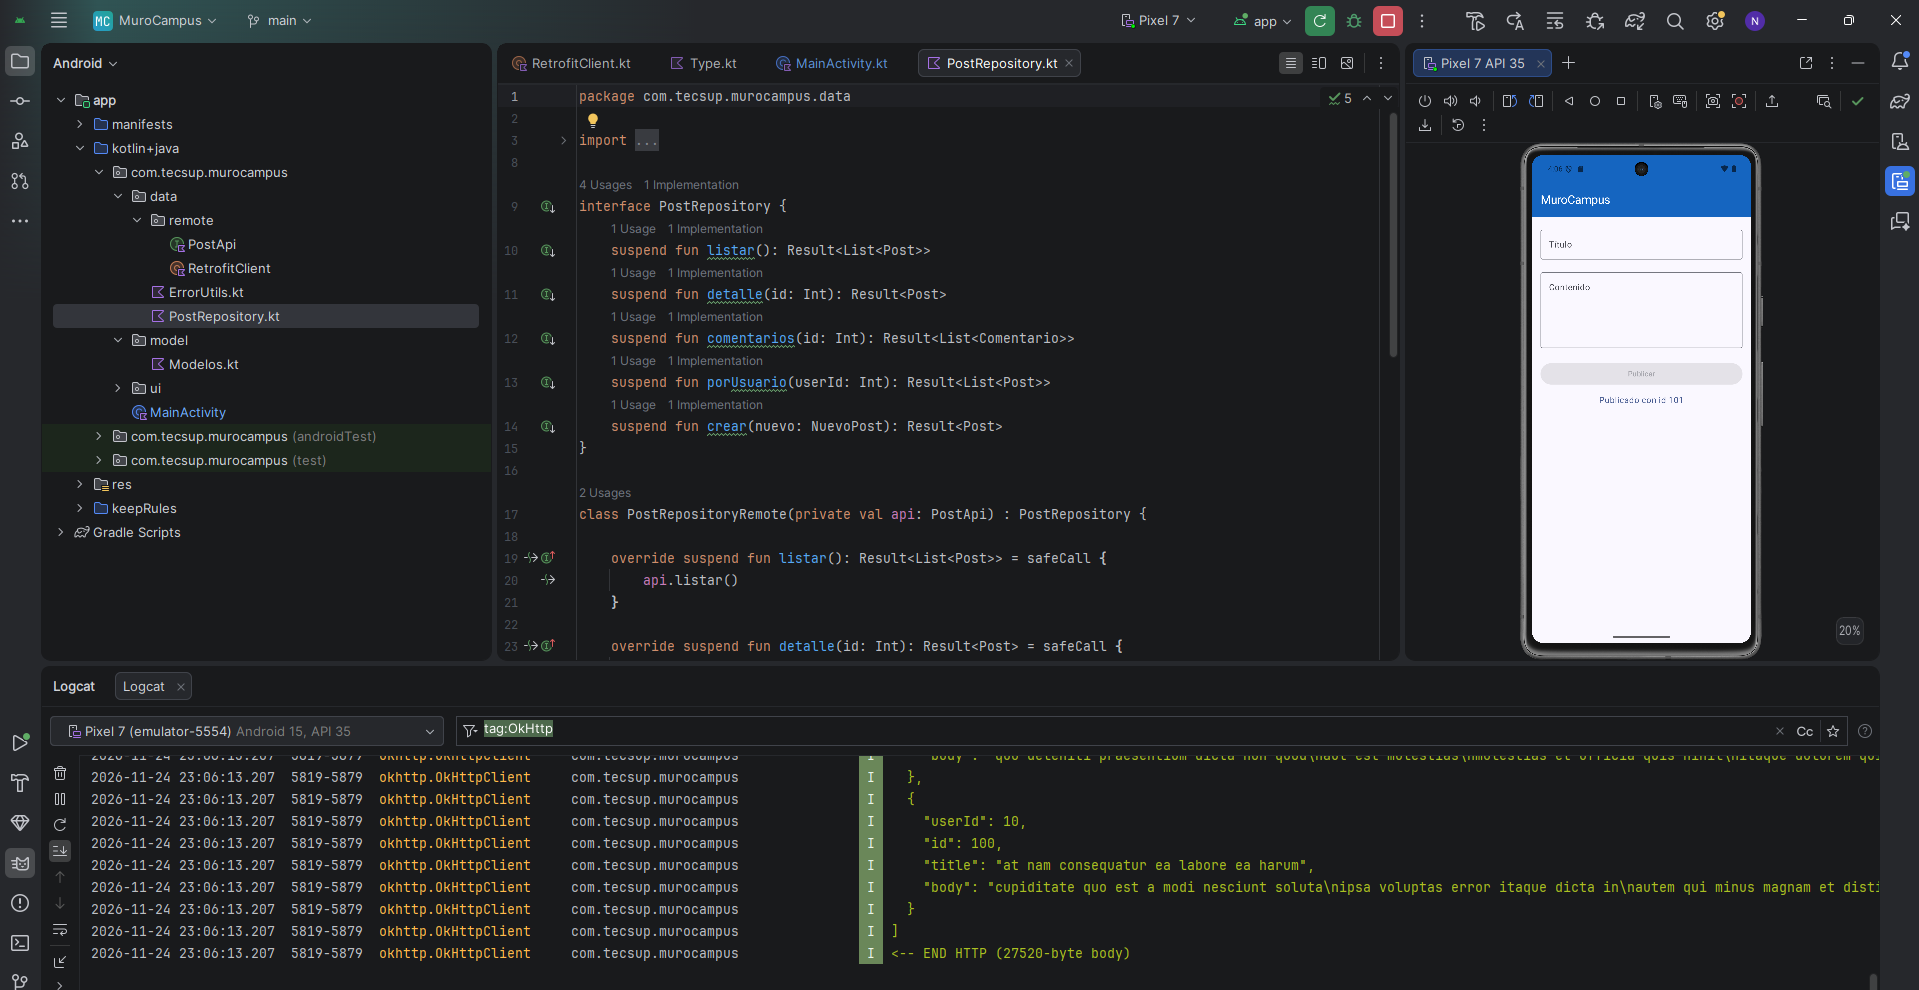 MC MuroCampus main Pixel 7 app N
Android
app
manifests
kotlin+java
com.tecsup.murocampus
data
remote
PostApi
RetrofitClient
ErrorUtils.kt
PostRepository.kt
model
Modelos.kt
ui
MainActivity
com.tecsup.murocampus (androidTest)
com.tecsup.murocampus (test)
res
keepRules
Gradle Scripts
RetrofitClient.kt Type.kt MainActivity.kt PostRepository.kt
1 package com.tecsup.murocampus.data 5
2
3 import ...
8
4 Usages 1 Implementation
9 interface PostRepository {
1 Usage 1 Implementation
10 suspend fun listar(): Result<List<Post>>
1 Usage 1 Implementation
11 suspend fun detalle(id: Int): Result<Post>
1 Usage 1 Implementation
12 suspend fun comentarios(id: Int): Result<List<Comentario>>
1 Usage 1 Implementation
13 suspend fun porUsuario(userId: Int): Result<List<Post>>
1 Usage 1 Implementation
14 suspend fun crear(nuevo: NuevoPost): Result<Post>
15 }
16
2 Usages
17 class PostRepositoryRemote(private val api: PostApi) : PostRepository {
18
19 override suspend fun listar(): Result<List<Post>> = safeCall {
20 api.listar()
21 }
22
23 override suspend fun detalle(id: Int): Result<Post> = safeCall {
Pixel 7 API 35
MuroCampus
Título
Contenido
Publicar
Publicado con id 101
20%
Logcat Logcat
Pixel 7 (emulator-5554) Android 15, API 35 tag:OkHttp Cc
2026-11-24 23:06:13.207 5819-5879 okhttp.OkHttpClient com.tecsup.murocampus I },
2026-11-24 23:06:13.207 5819-5879 okhttp.OkHttpClient com.tecsup.murocampus I {
2026-11-24 23:06:13.207 5819-5879 okhttp.OkHttpClient com.tecsup.murocampus I "userId": 10,
2026-11-24 23:06:13.207 5819-5879 okhttp.OkHttpClient com.tecsup.murocampus I "id": 100,
2026-11-24 23:06:13.207 5819-5879 okhttp.OkHttpClient com.tecsup.murocampus I "title": "at nam consequatur ea labore ea harum",
2026-11-24 23:06:13.207 5819-5879 okhttp.OkHttpClient com.tecsup.murocampus I "body": "cupiditate quo est a modi nesciunt soluta\nipsa voluptas error itaque dicta in\nautem qui minus magnam et disti
2026-11-24 23:06:13.207 5819-5879 okhttp.OkHttpClient com.tecsup.murocampus I }
2026-11-24 23:06:13.207 5819-5879 okhttp.OkHttpClient com.tecsup.murocampus I ]
2026-11-24 23:06:13.207 5819-5879 okhttp.OkHttpClient com.tecsup.murocampus I <-- END HTTP (27520-byte body)